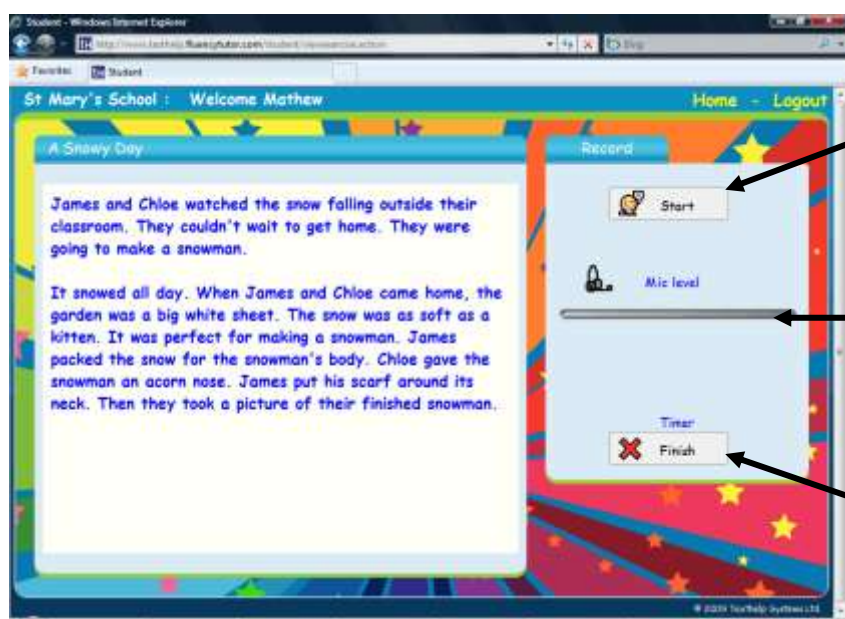 Student - Windows Internet Explorer
Favorites Student
St Mary's School : Welcome Mathew Home - Logout
A Snowy Day
James and Chloe watched the snow falling outside their
classroom. They couldn't wait to get home. They were
going to make a snowman.
It snowed all day. When James and Chloe came home, the
garden was a big white sheet. The snow was as soft as a
kitten. It was perfect for making a snowman. James
packed the snow for the snowman's body. Chloe gave the
snowman an acorn nose. James put his scarf around its
neck. Then they took a picture of their finished snowman.
Record
Start
Mic level
Timer
Finish
© 2009 Texthelp Systems Ltd